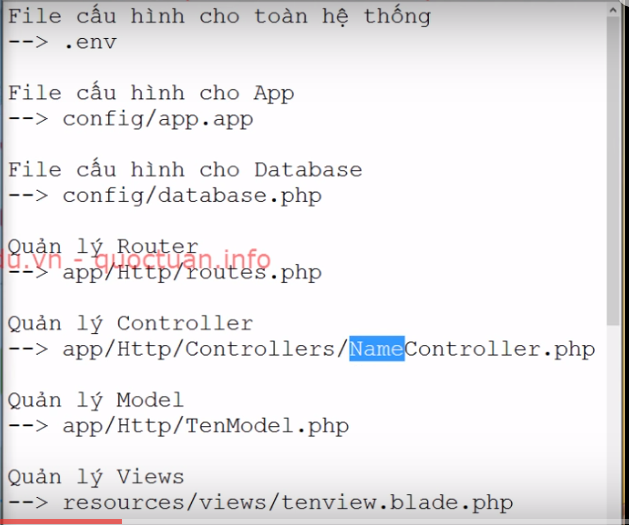 File cấu hình cho toàn hệ thống
--> .env
File cấu hình cho App
--> config/app.app
File cấu hình cho Database
--> config/database.php
Quản lý Router
du.vn - quoctuan.info
--> app/Http/routes.php
Quản lý Controller
--> app/Http/Controllers/NameController.php
Quản lý Model
--> app/Http/TenModel.php
Quản lý Views
--> resources/views/tenview.blade.php